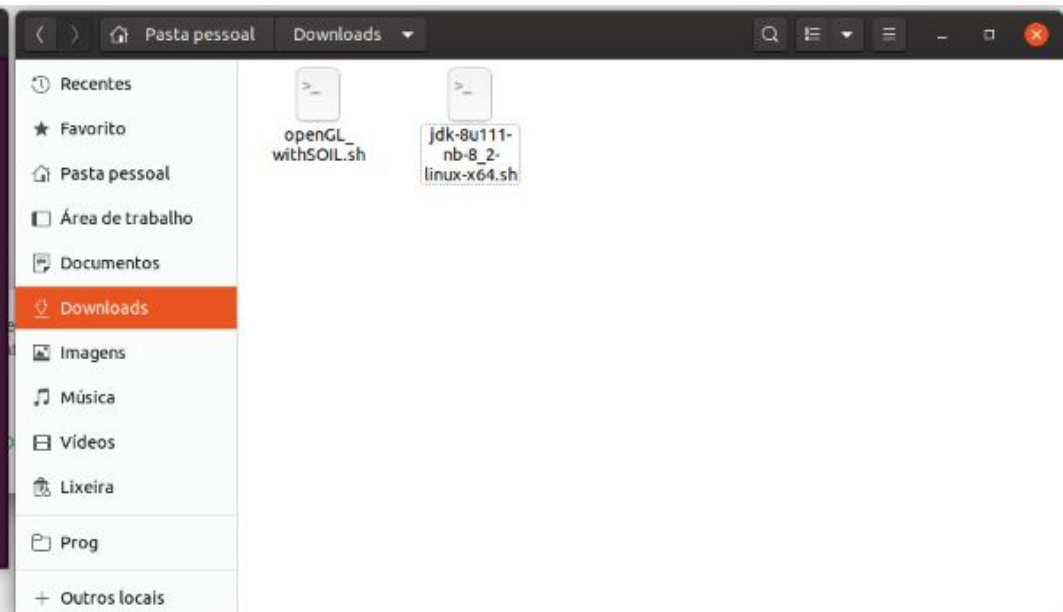 Pasta pessoal Downloads
Recentes
Favorito
Pasta pessoal
Área de trabalho
Documentos
Downloads
Imagens
Música
Vídeos
Lixeira
Prog
+ Outros locais
>_
openGL_
withSOIL.sh
>_
jdk-8u111-
nb-8_2-
linux-x64.sh